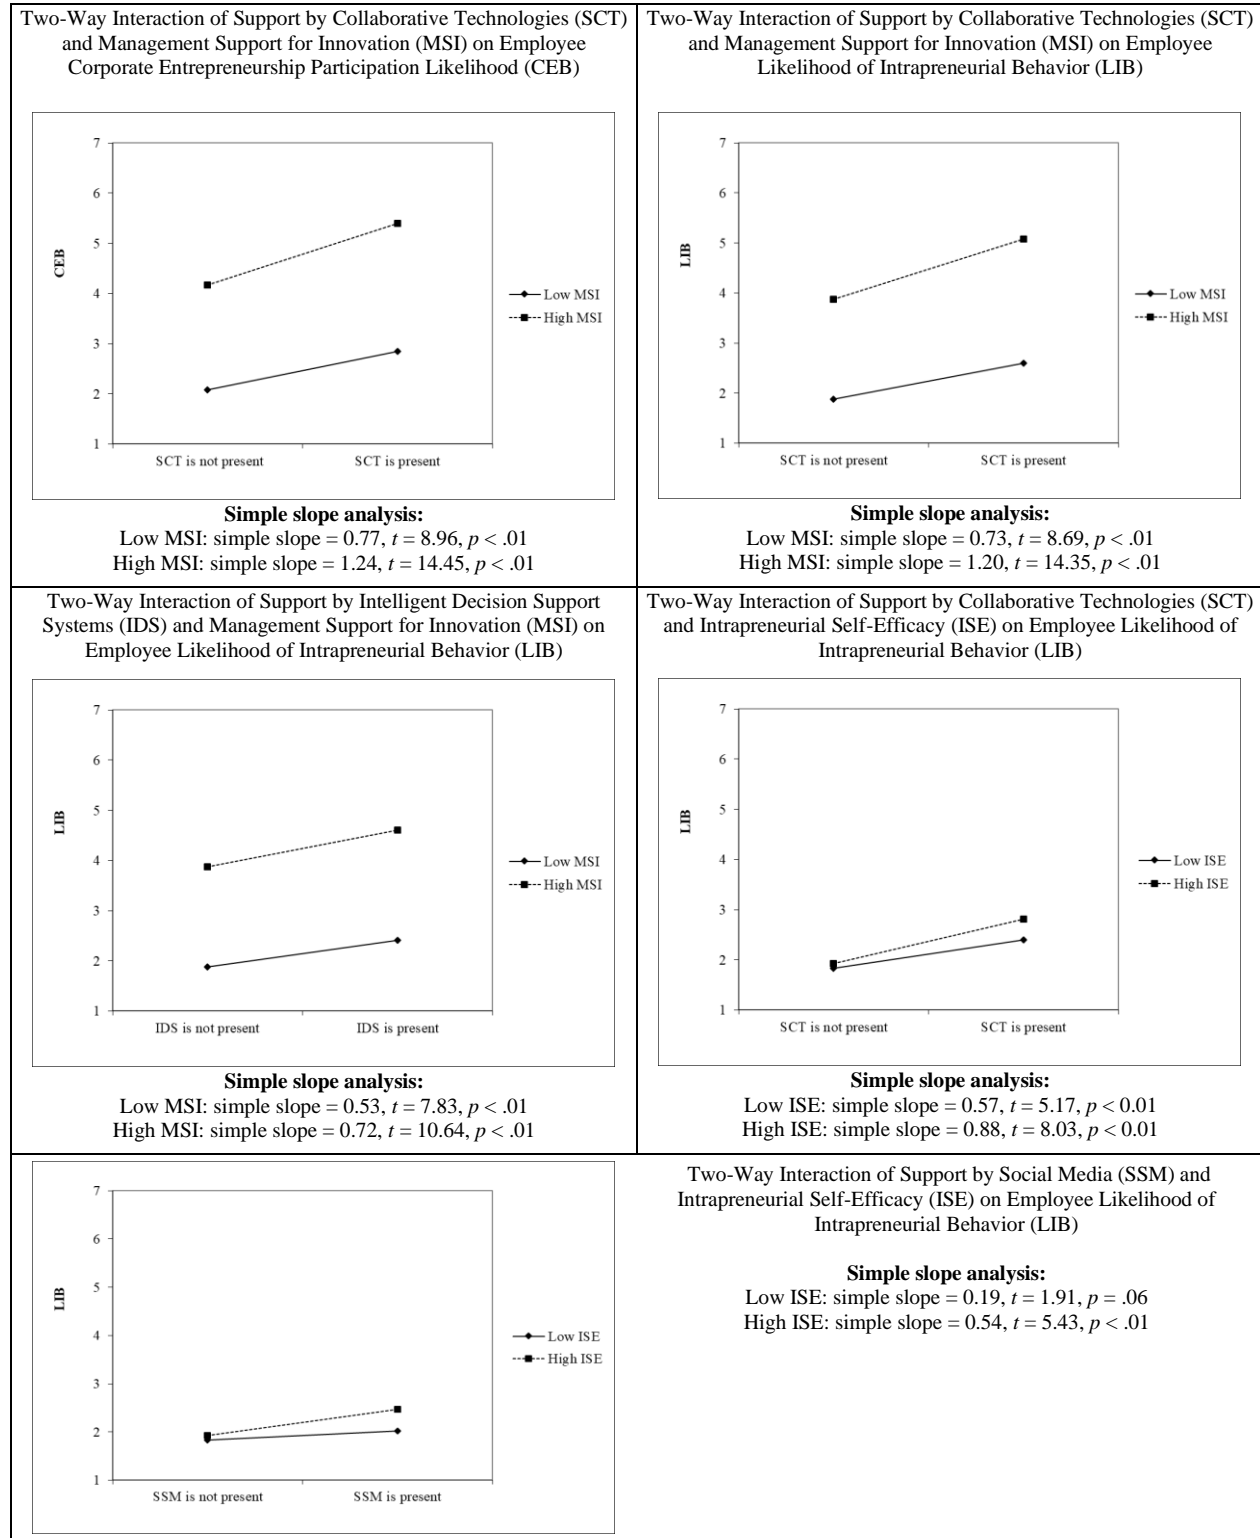 Two-Way Interaction of Support by Collaborative Technologies (SCT)
and Management Support for Innovation (MSI) on Employee
Corporate Entrepreneurship Participation Likelihood (CEB)
7
6
5
4
3
2
1
CEB
SCT is not present
SCT is present
Low MSI
High MSI
Simple slope analysis:
Low MSI: simple slope = 0.77, t = 8.96, p < .01
High MSI: simple slope = 1.24, t = 14.45, p < .01
Two-Way Interaction of Support by Collaborative Technologies (SCT)
and Management Support for Innovation (MSI) on Employee
Likelihood of Intrapreneurial Behavior (LIB)
7
6
5
4
3
2
1
LIB
SCT is not present
SCT is present
Low MSI
High MSI
Simple slope analysis:
Low MSI: simple slope = 0.73, t = 8.69, p < .01
High MSI: simple slope = 1.20, t = 14.35, p < .01
Two-Way Interaction of Support by Intelligent Decision Support
Systems (IDS) and Management Support for Innovation (MSI) on
Employee Likelihood of Intrapreneurial Behavior (LIB)
7
6
5
4
3
2
1
LIB
IDS is not present
IDS is present
Low MSI
High MSI
Simple slope analysis:
Low MSI: simple slope = 0.53, t = 7.83, p < .01
High MSI: simple slope = 0.72, t = 10.64, p < .01
Two-Way Interaction of Support by Collaborative Technologies (SCT)
and Intrapreneurial Self-Efficacy (ISE) on Employee Likelihood of
Intrapreneurial Behavior (LIB)
7
6
5
4
3
2
1
LIB
SCT is not present
SCT is present
Low ISE
High ISE
Simple slope analysis:
Low ISE: simple slope = 0.57, t = 5.17, p < 0.01
High ISE: simple slope = 0.88, t = 8.03, p < 0.01
7
6
5
4
3
2
1
LIB
SSM is not present
SSM is present
Low ISE
High ISE
Two-Way Interaction of Support by Social Media (SSM) and
Intrapreneurial Self-Efficacy (ISE) on Employee Likelihood of
Intrapreneurial Behavior (LIB)
Simple slope analysis:
Low ISE: simple slope = 0.19, t = 1.91, p = .06
High ISE: simple slope = 0.54, t = 5.43, p < .01